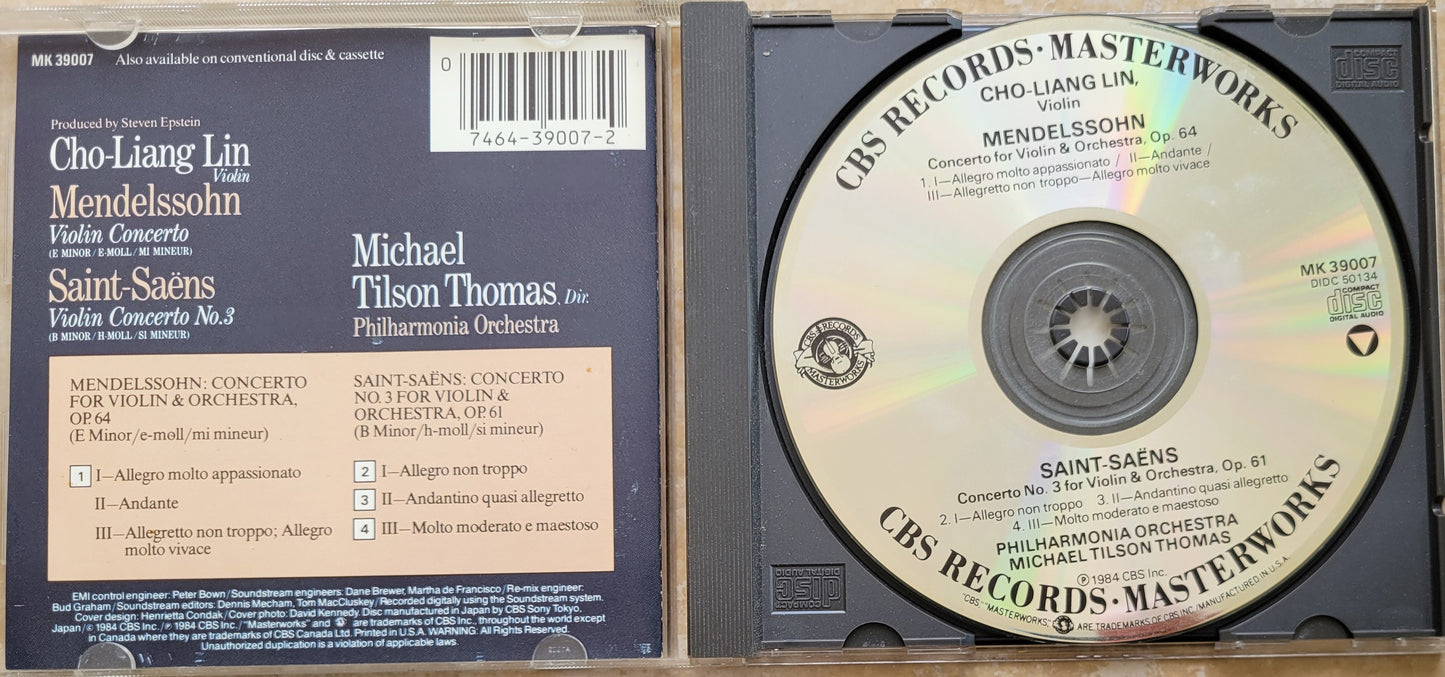 MK 39007 Also available on conventional disc & cassette
0
7464-39007-2
Produced by Steven Epstein
Cho-Liang Lin
Violin
Mendelssohn
Violin Concerto
(E MINOR/E-MOLL/MI MINEUR)
Saint-Saëns
Violin Concerto No.3
(B MINOR/H-MOLL/SI MINEUR)
Michael
Tilson Thomas, Dir.
Philharmonia Orchestra
MENDELSSOHN: CONCERTO
FOR VIOLIN & ORCHESTRA,
OP. 64
(E Minor/e-moll/mi mineur)
1 I—Allegro molto appassionato
II—Andante
III—Allegretto non troppo; Allegro
molto vivace
SAINT-SAËNS: CONCERTO
NO. 3 FOR VIOLIN &
ORCHESTRA, OP. 61
(B Minor/h-moll/si mineur)
2 I—Allegro non troppo
3 II—Andantino quasi allegretto
4 III—Molto moderato e maestoso
EMI control engineer: Peter Bown/Soundstream engineers: Dane Brewer, Martha de Francisco/Re-mix engineer:
Bud Graham/Soundstream editors: Dennis Mecham, Tom MacCluskey/Recorded digitally using the Soundstream system.
Cover design: Henrietta Condak/Cover photo: David Kennedy. Disc manufactured in Japan by CBS Sony Tokyo,
Japan/© 1984 CBS Inc./℗ 1984 CBS Inc./"Masterworks" and are trademarks of CBS Inc., throughout the world except
in Canada where they are trademarks of CBS Canada Ltd. Printed in U.S.A. WARNING: All Rights Reserved.
Unauthorized duplication is a violation of applicable laws.
CBS RECORDS · MASTERWORKS
CHO-LIANG LIN,
Violin
MENDELSSOHN
Concerto for Violin & Orchestra, Op. 64
1. I—Allegro molto appassionato / II—Andante /
III—Allegretto non troppo—Allegro molto vivace
MK 39007
DIDC 50134
COMPACT
disc
DIGITAL AUDIO
CBS RECORDS
MASTERWORKS
SAINT-SAËNS
Concerto No. 3 for Violin & Orchestra, Op. 61
2. I—Allegro non troppo 3. II—Andantino quasi allegretto
4. III—Molto moderato e maestoso
PHILHARMONIA ORCHESTRA
MICHAEL TILSON THOMAS
℗ 1984 CBS Inc.
CBS RECORDS · MASTERWORKS
"CBS," "MASTERWORKS," ARE TRADEMARKS OF CBS INC./MANUFACTURED IN U.S.A.
COMPACT
disc
DIGITAL AUDIO
COMPACT
disc
DIGITAL AUDIO